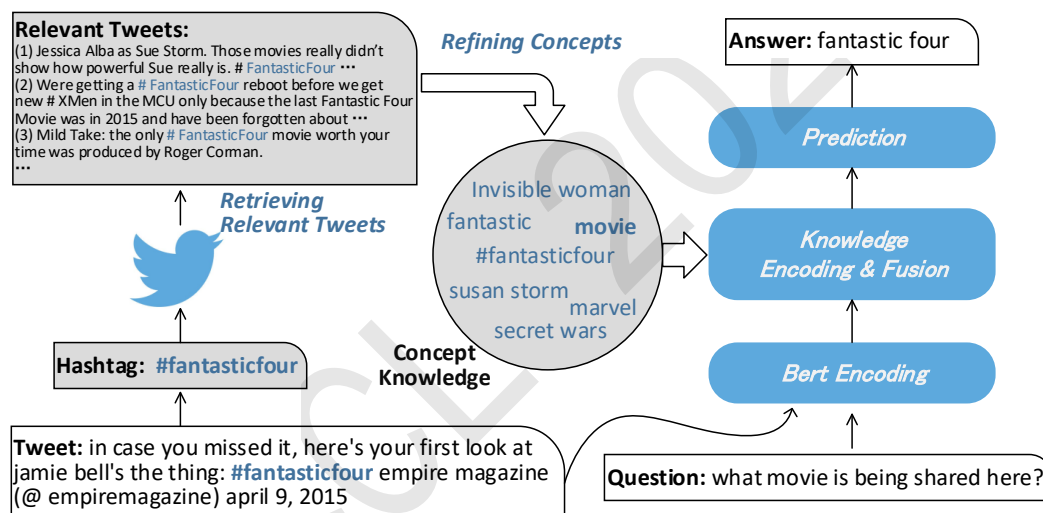 Relevant Tweets:
(1) Jessica Alba as Sue Storm. Those movies really didn't
show how powerful Sue really is. # FantasticFour ···
(2) Were getting a # FantasticFour reboot before we get
new # XMen in the MCU only because the last Fantastic Four
Movie was in 2015 and have been forgotten about ···
(3) Mild Take: the only # FantasticFour movie worth your
time was produced by Roger Corman.
···
Retrieving
Relevant Tweets
Hashtag: #fantasticfour
Tweet: in case you missed it, here's your first look at
jamie bell's the thing: #fantasticfour empire magazine
(@ empiremagazine) april 9, 2015
Refining Concepts
Invisible woman
fantastic movie
#fantasticfour
susan storm
marvel
secret wars
Concept
Knowledge
Answer: fantastic four
Prediction
Knowledge
Encoding & Fusion
Bert Encoding
Question: what movie is being shared here?
CL 202